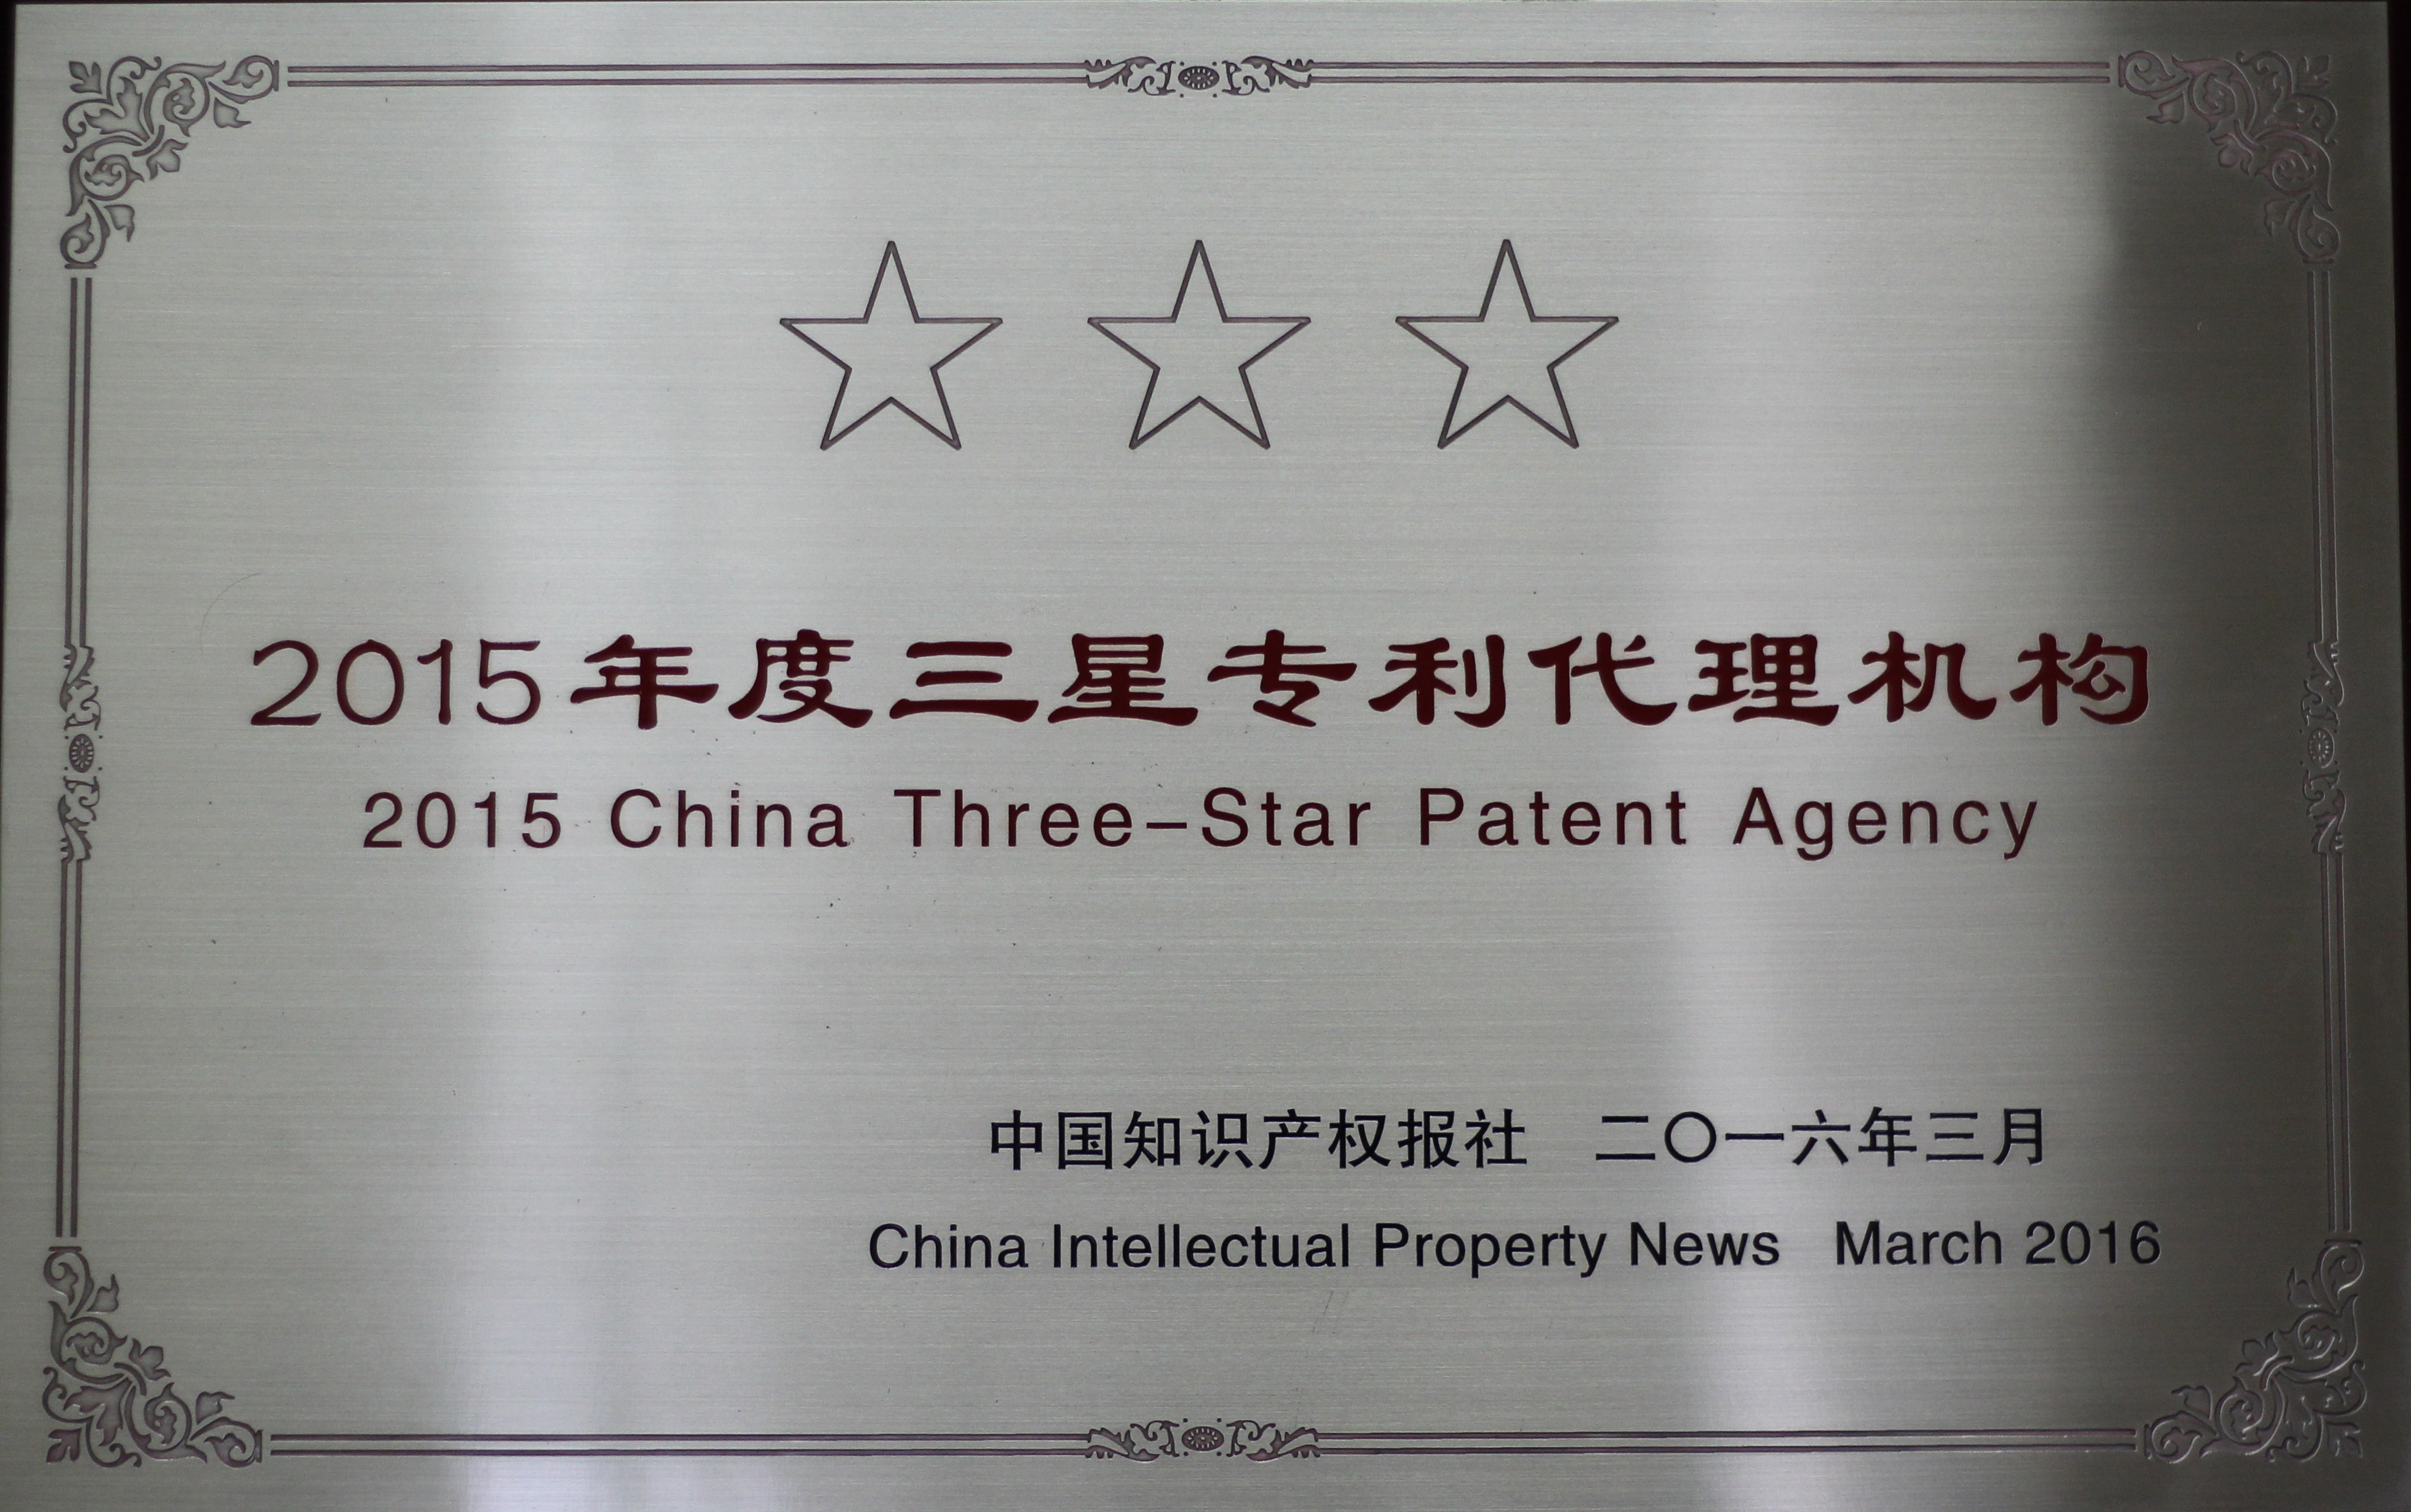 2015年度三星专利代理机构
2015 China Three-Star Patent Agency
中国知识产权报社 二〇一六年三月
China Intellectual Property News March 2016